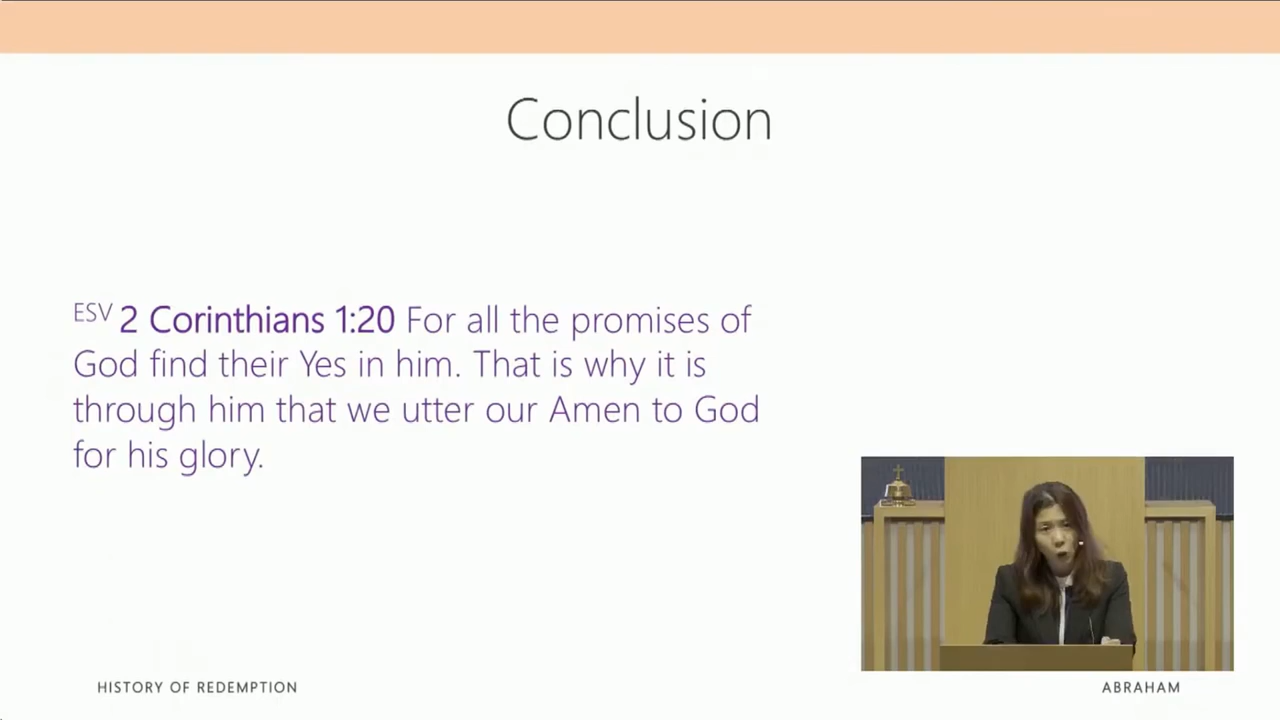 Conclusion
ESV 2 Corinthians 1:20 For all the promises of
God find their Yes in him. That is why it is
through him that we utter our Amen to God
for his glory.
HISTORY OF REDEMPTION
ABRAHAM